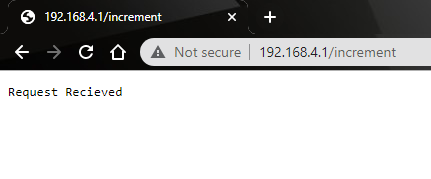 192.168.4.1/increment
Not secure 192.168.4.1/increment
Request Recieved